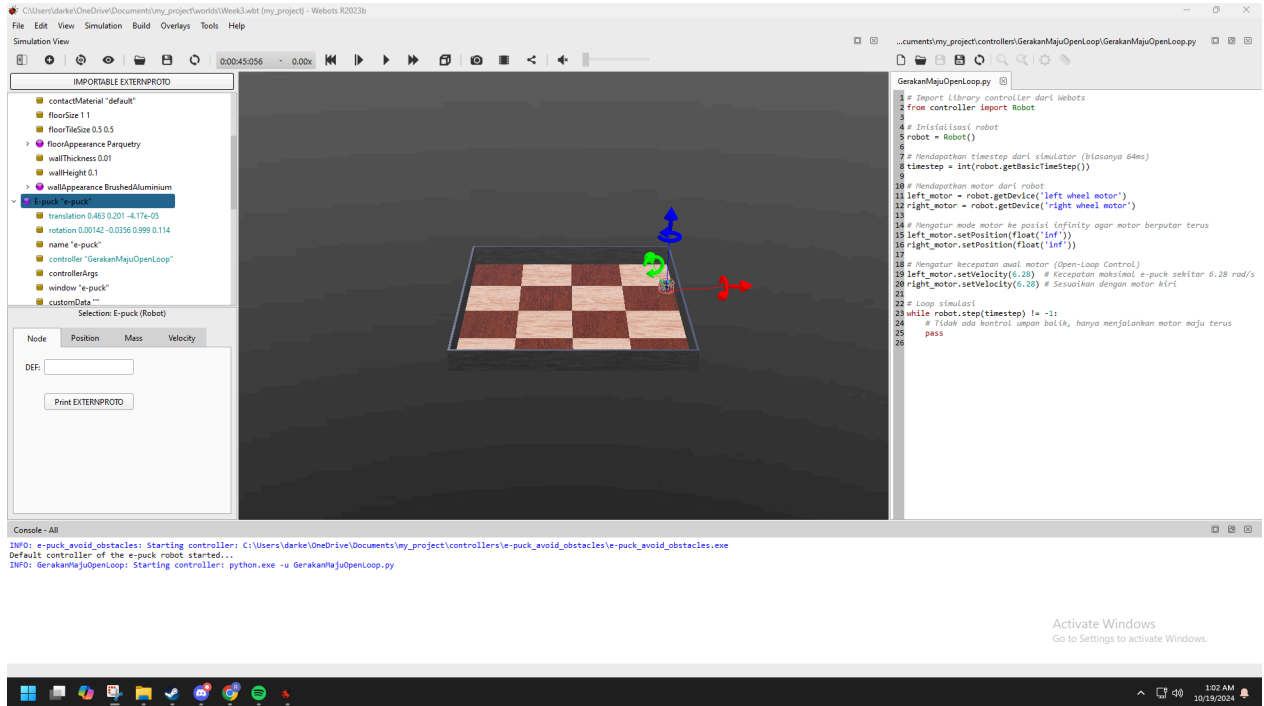 C:\Users\darke\OneDrive\Documents\my_project\worlds\Week3.wbt (my_project) - Webots R2023b
File Edit View Simulation Build Overlays Tools Help
Simulation View
0:00:45:056 - 0.00x
IMPORTABLE EXTERNPROTO
contactMaterial "default"
floorSize 1 1
floorTileSize 0.5 0.5
floorAppearance Parquetry
wallThickness 0.01
wallHeight 0.1
wallAppearance BrushedAluminium
E-puck "e-puck"
translation 0.463 0.201 -4.17e-05
rotation 0.00142 -0.0356 0.999 0.114
name "e-puck"
controller "GerakanMajuOpenLoop"
controllerArgs
window "e-puck"
customData ""
Selection: E-puck (Robot)
Node Position Mass Velocity
DEF:
Print EXTERNPROTO
...cuments\my_project\controllers\GerakanMajuOpenLoop\GerakanMajuOpenLoop.py
GerakanMajuOpenLoop.py
1 # Import library controller dari Webots
2 from controller import Robot
3
4 # Inisialisasi robot
5 robot = Robot()
6
7 # Mendapatkan timestep dari simulator (biasanya 64ms)
8 timestep = int(robot.getBasicTimeStep())
9
10 # Mendapatkan motor dari robot
11 left_motor = robot.getDevice('left wheel motor')
12 right_motor = robot.getDevice('right wheel motor')
13
14 # Mengatur mode motor ke posisi infinity agar motor berputar terus
15 left_motor.setPosition(float('inf'))
16 right_motor.setPosition(float('inf'))
17
18 # Mengatur kecepatan awal motor (Open-Loop Control)
19 left_motor.setVelocity(6.28) # Kecepatan maksimal e-puck sekitar 6.28 rad/s
20 right_motor.setVelocity(6.28) # Sesuaikan dengan motor kiri
21
22 # Loop simulasi
23 while robot.step(timestep) != -1:
24 # Tidak ada kontrol umpan balik, hanya menjalankan motor maju terus
25 pass
26
Console - All
INFO: e-puck_avoid_obstacles: Starting controller: C:\Users\darke\OneDrive\Documents\my_project\controllers\e-puck_avoid_obstacles\e-puck_avoid_obstacles.exe
Default controller of the e-puck robot started...
INFO: GerakanMajuOpenLoop: Starting controller: python.exe -u GerakanMajuOpenLoop.py
Activate Windows
Go to Settings to activate Windows.
1:02 AM
10/19/2024